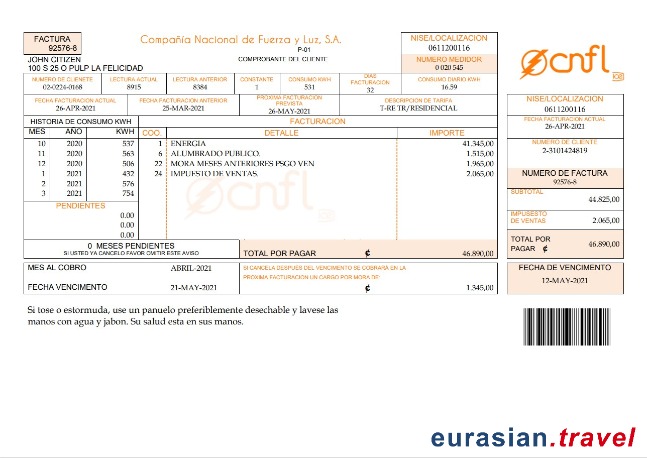 FACTURA
92576-8
Compañía Nacional de Fuerza y Luz, S.A.
P-01
NISE/LOCALIZACION
0611200116
JOHN CITIZEN
100 S 25 O PULP LA FELICIDAD
COMPROBANTE DEL CLIENTE
NUMERO MEDIDOR
0 020 545
NUMERO DE CLIENETE
02-0224-0168
LECTURA ACTUAL
8915
LECTURA ANTERIOR
8384
CONSTANTE
1
CONSUMO KWH
531
DIAS FACTURACION
32
CONSUMO DIARIO KWH
16.59
FECHA FACTURACION ACTUAL
26-APR-2021
FECHA FACTURACION ANTERIOR
25-MAR-2021
PROXIMA FACTURACION PREVISTA
26-MAY-2021
DESCRIPCION DE TARIFA
T-RE TR/RESIDENCIAL
HISTORIA DE CONSUMO KWH
FACTURACION
MES AÑO KWH COO. DETALLE IMPORTE
10 2020 537 1 ENERGIA 41.345,00
11 2020 563 6 ALUMBRADO PUBLICO. 1.515,00
12 2020 506 22 MORA MESES ANTERIORES PSGO VEN 1.965,00
1 2021 432 24 IMPUESTO DE VENTAS. 2.065,00
2 2021 576
3 2021 754
PENDIENTES
0.00
0.00
0.00
cnfl
0 MESES PENDIENTES
SI USTED YA CANCELO FAVOR OMITIR ESTE AVISO
TOTAL POR PAGAR ₡ 46.890,00
MES AL COBRO ABRIL-2021
FECHA VENCIMIENTO 21-MAY-2021
SI CANCELA DESPUES DEL VENCIMIENTO SE COBRARA EN LA
PROXIMA FACTURACION UN CARGO POR MORA DE:
₡ 1.345,00
Si tose o estormuda, use un panuelo preferiblemente desechable y lavese las
manos con agua y jabon. Su salud esta en sus manos.
cnfl
NISE/LOCALIZACION
0611200116
FECHA FACTURACION ACTUAL
26-APR-2021
NUMERO DE CLIENTE
2-3101424819
NUMERO DE FACTURA
92576-8
SUBTOTAL
44.825,00
IMPUSESTO
DE VENTAS
2.065,00
TOTAL POR
PAGAR ₡
46.890,00
FECHA DE VENCIMIENTO
12-MAY-2021
eurasian.travel